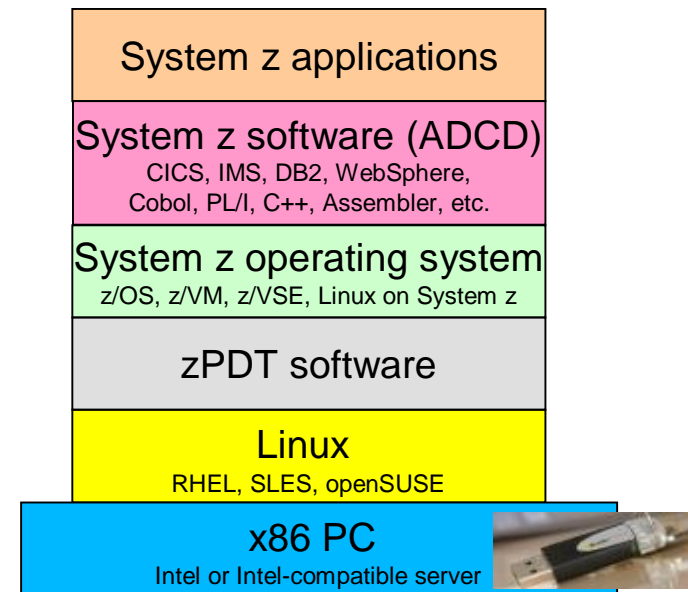 System z applications
System z software (ADCD)
CICS, IMS, DB2, WebSphere,
Cobol, PL/I, C++, Assembler, etc.
System z operating system
z/OS, z/VM, z/VSE, Linux on System z
zPDT software
Linux
RHEL, SLES, openSUSE
x86 PC
Intel or Intel-compatible server